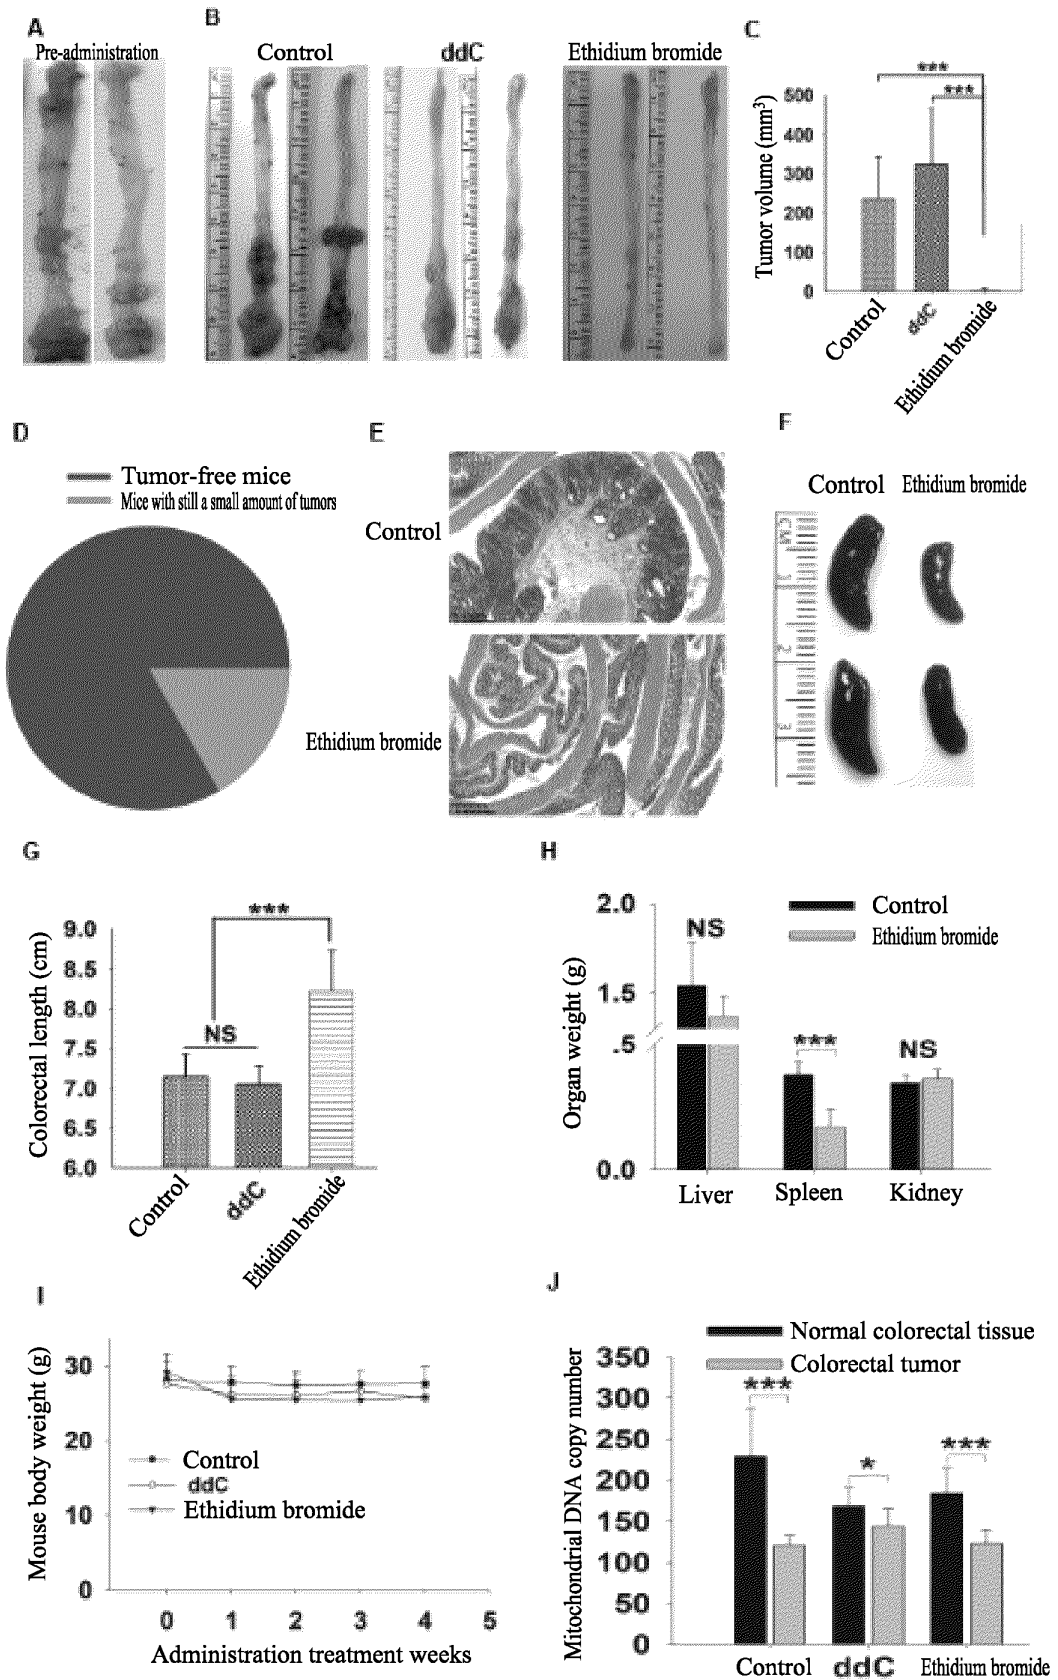 A
Pre-administration
B
Control
ddC
Ethidium bromide
C
Tumor volume (mm³)
500
400
300
200
100
0
***
***
Control
ddC
Ethidium bromide
D
Tumor-free mice
Mice with still a small amount of tumors
E
Control
Ethidium bromide
F
Control Ethidium bromide
CM
1
2
3
G
Colorectal length (cm)
9.0
8.5
8.0
7.5
7.0
6.5
6.0
***
NS
Control
ddC
Ethidium bromide
H
Organ weight (g)
2.0
1.5
.5
0.0
Control
Ethidium bromide
NS
***
NS
Liver Spleen Kidney
I
Mouse body weight (g)
30
20
10
0
Control
ddC
Ethidium bromide
0 1 2 3 4 5
Administration treatment weeks
J
Mitochondrial DNA copy number
Normal colorectal tissue
Colorectal tumor
350
300
250
200
150
100
50
0
***
*
***
Control ddC Ethidium bromide